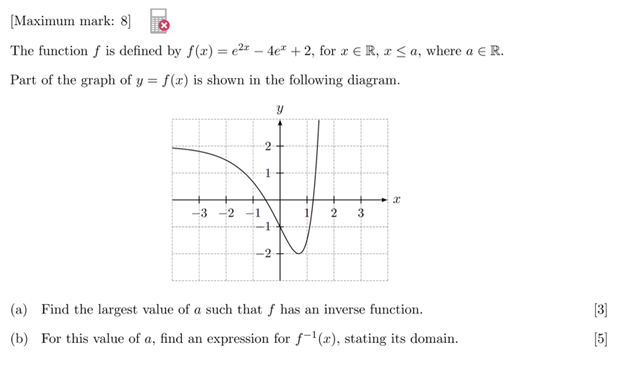 [Maximum mark: 8]
The function f is defined by f(x) = e²ˣ − 4eˣ + 2, for x ∈ ℝ, x ≤ a, where a ∈ ℝ.
Part of the graph of y = f(x) is shown in the following diagram.
y
2
1
x
−3 −2 −1 1 2 3
−1
−2
(a) Find the largest value of a such that f has an inverse function. [3]
(b) For this value of a, find an expression for f⁻¹(x), stating its domain. [5]